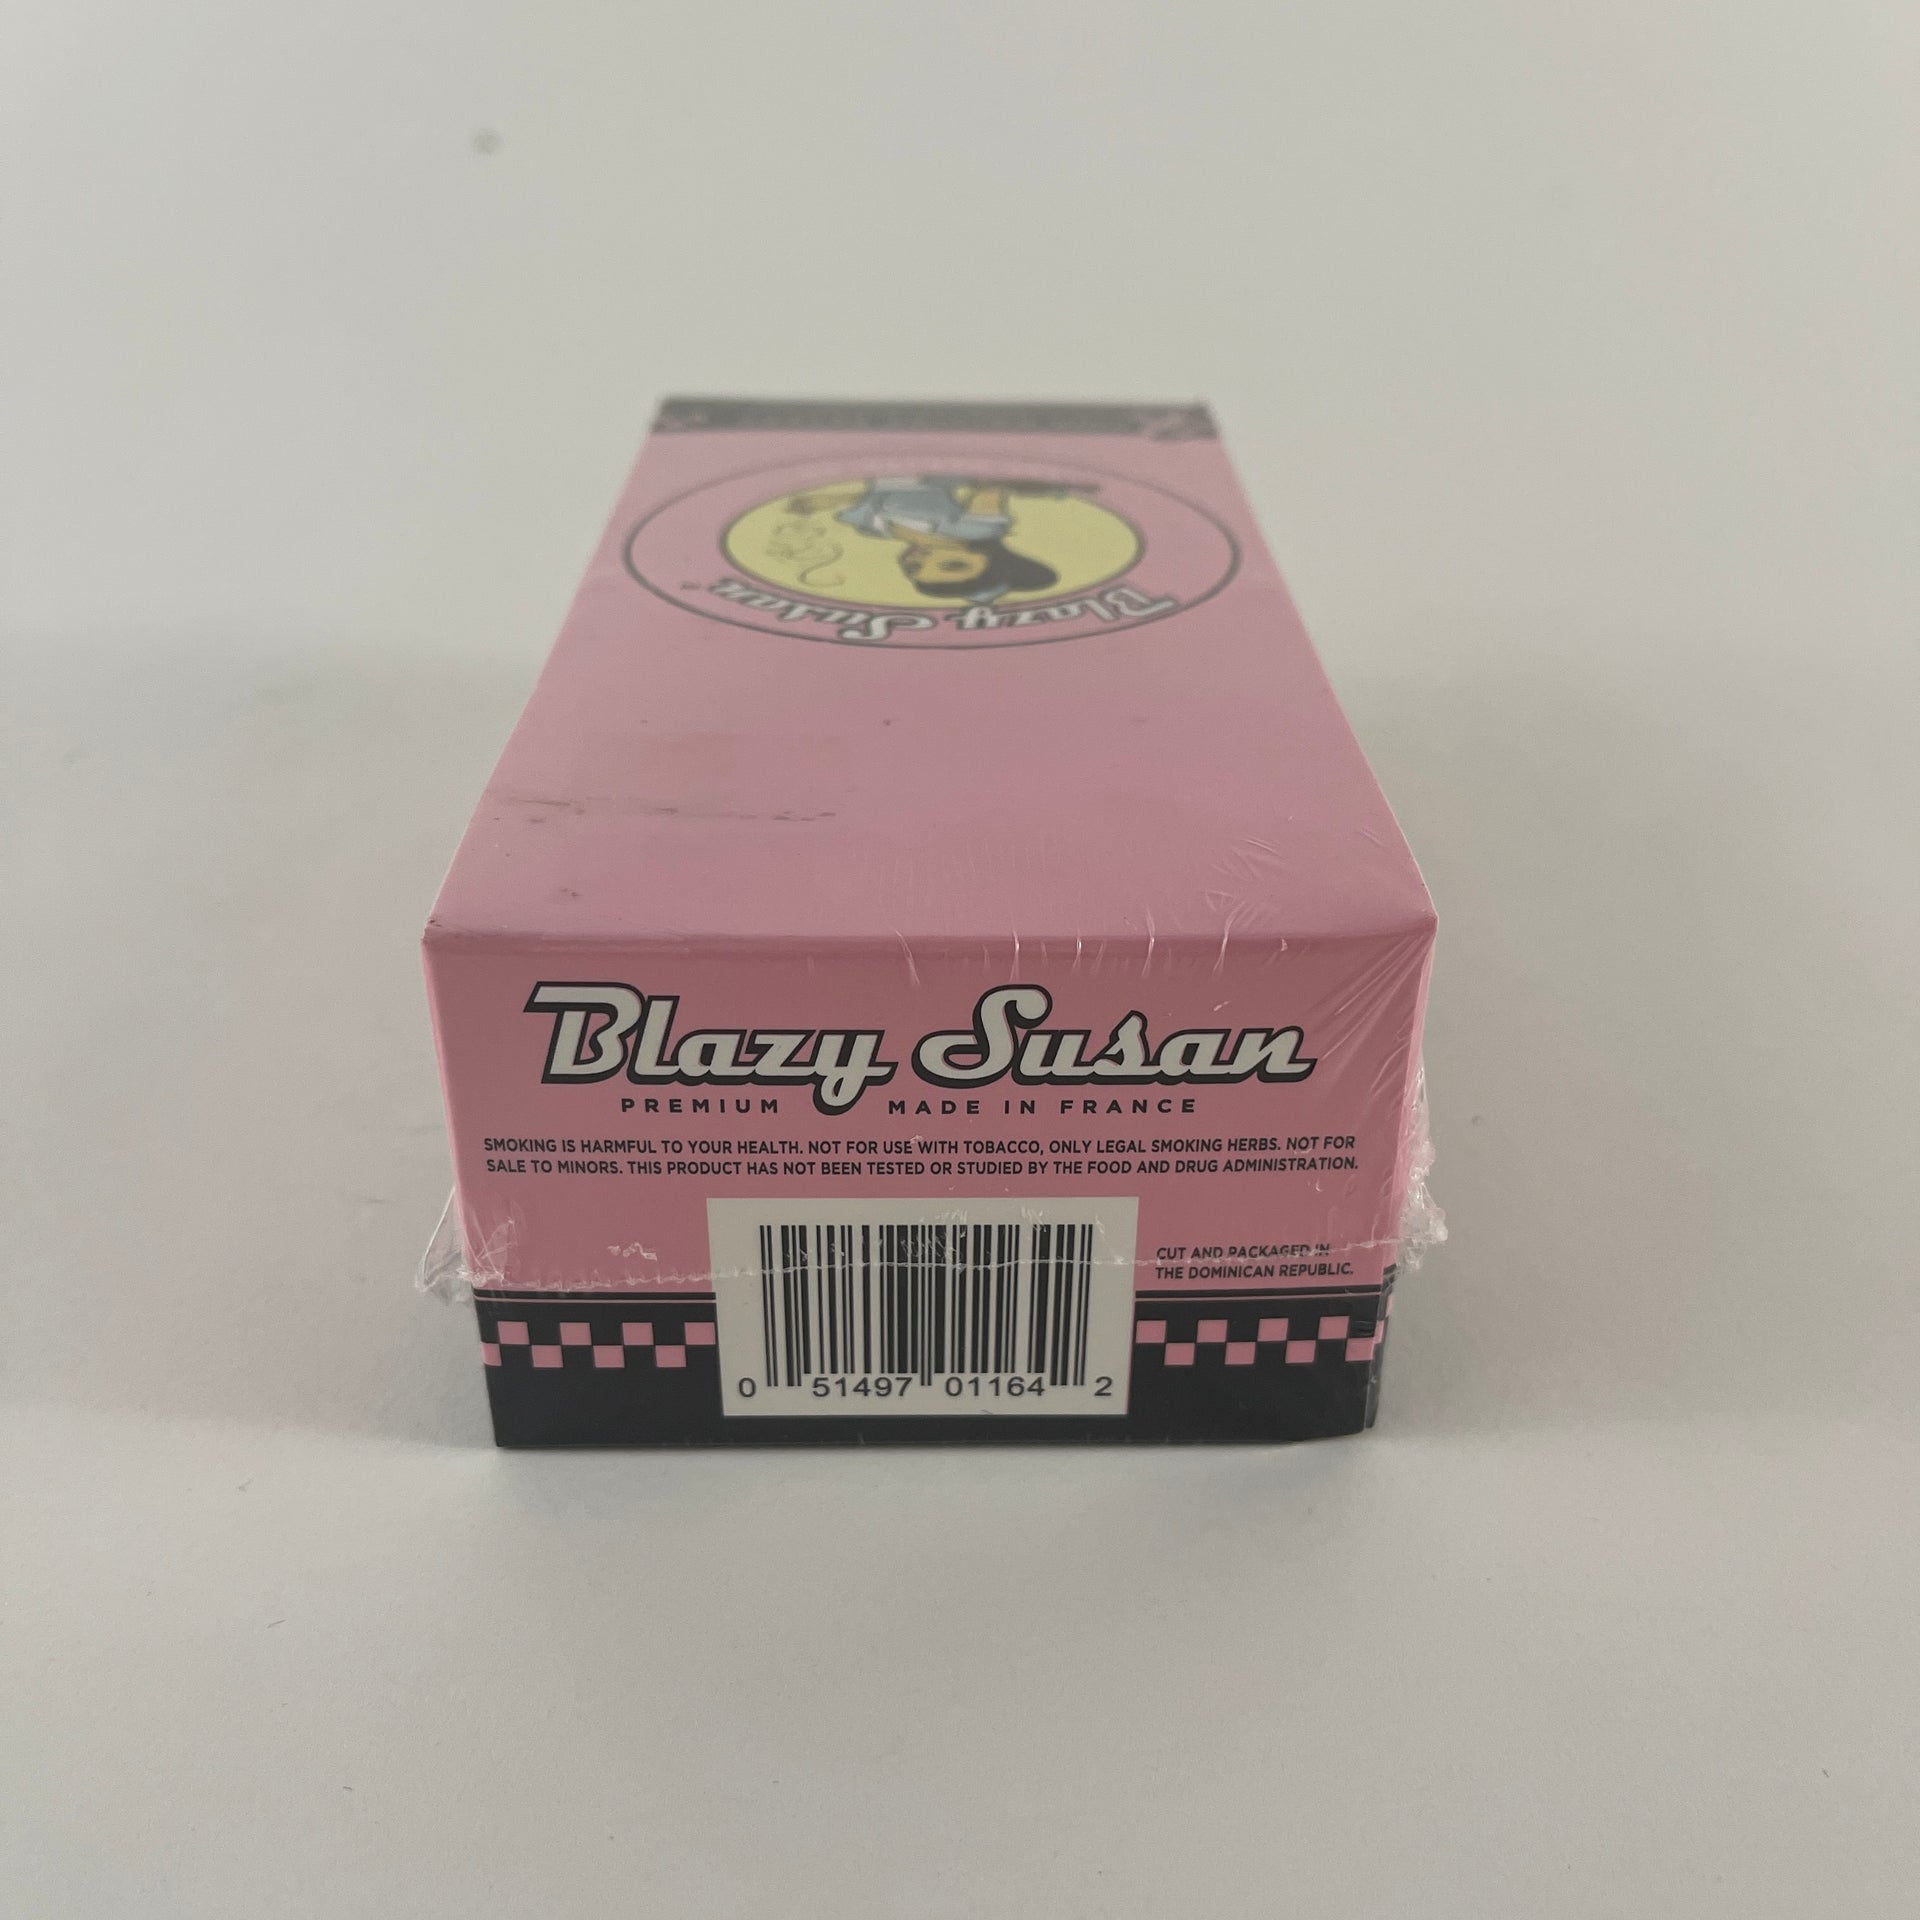 Blazy Susan
Blazy Susan
PREMIUM MADE IN FRANCE
SMOKING IS HARMFUL TO YOUR HEALTH. NOT FOR USE WITH TOBACCO, ONLY LEGAL SMOKING HERBS. NOT FOR
SALE TO MINORS. THIS PRODUCT HAS NOT BEEN TESTED OR STUDIED BY THE FOOD AND DRUG ADMINISTRATION.
CUT AND PACKAGED IN
THE DOMINICAN REPUBLIC.
0 51497 01164 2